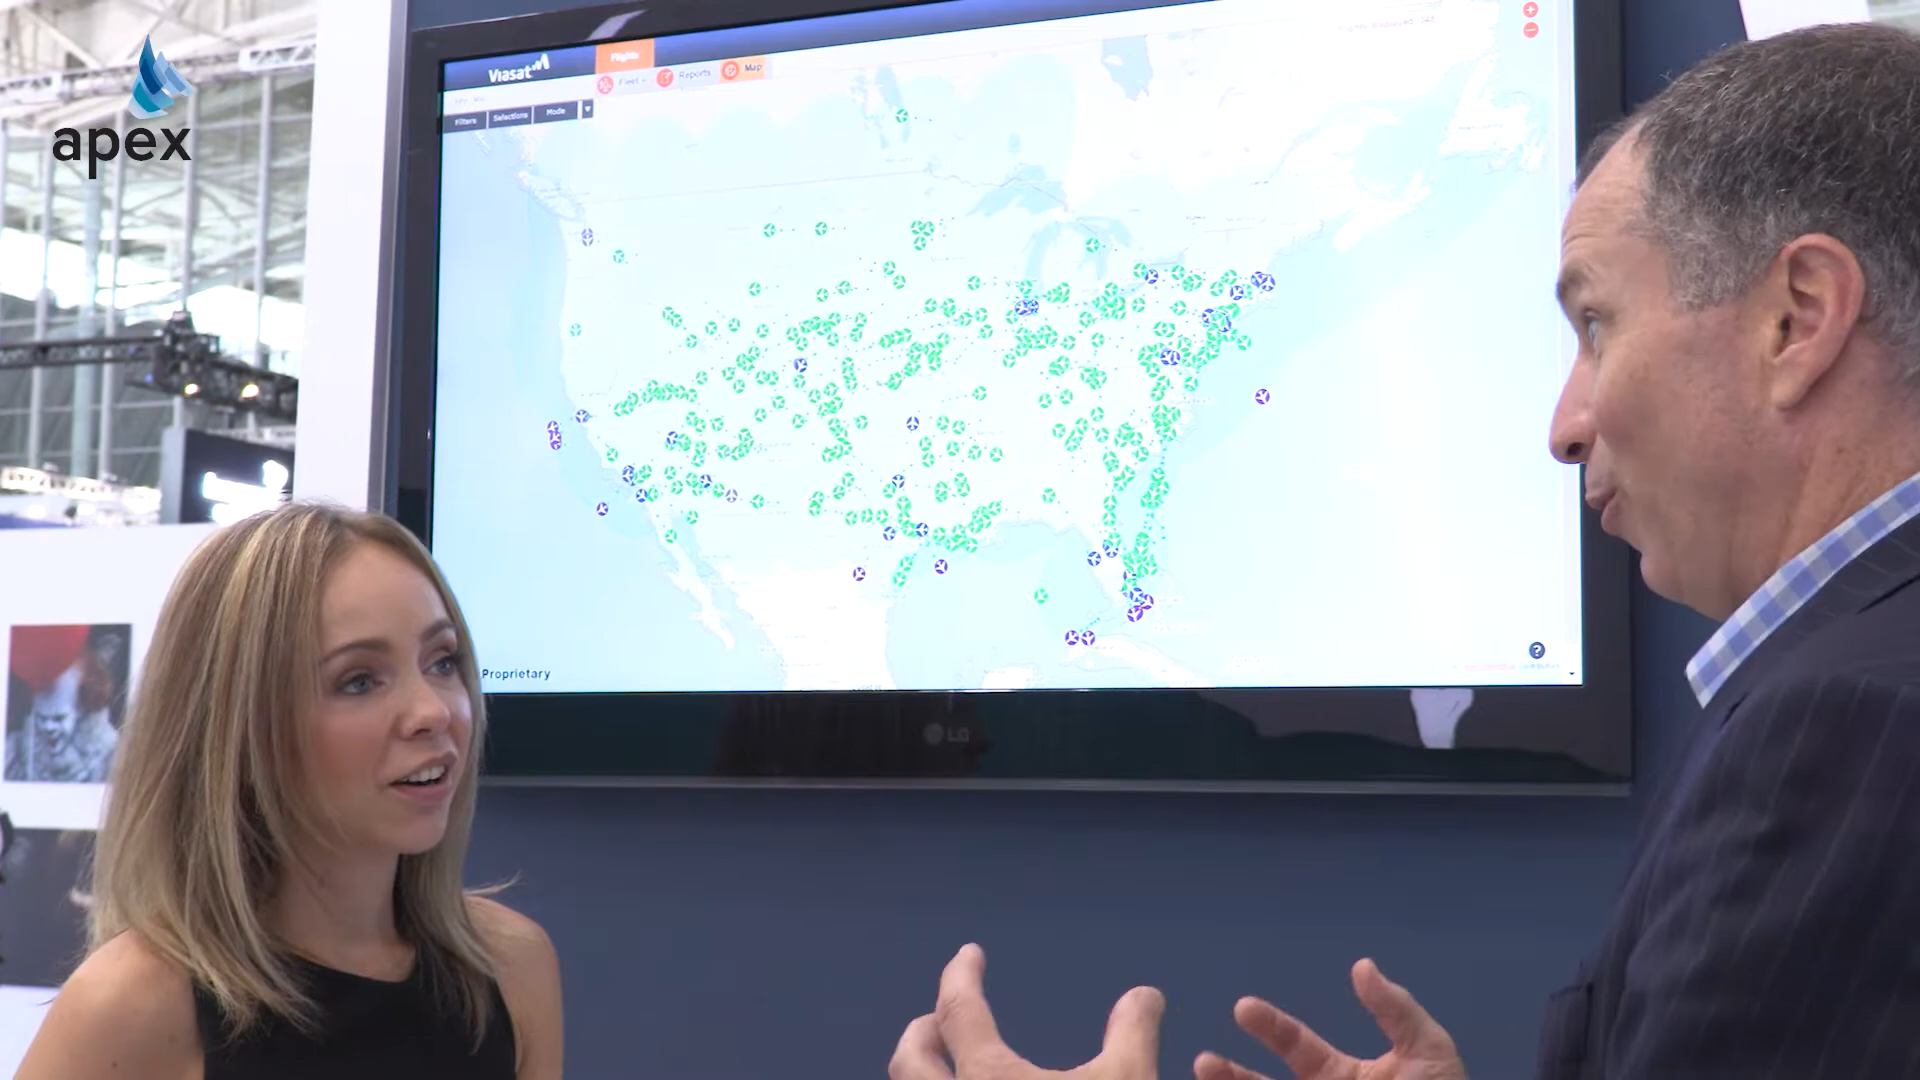 apex
Viasat
Flights
Fleet
Reports
Map
Filters
Selections
Mode
Proprietary
?
LG